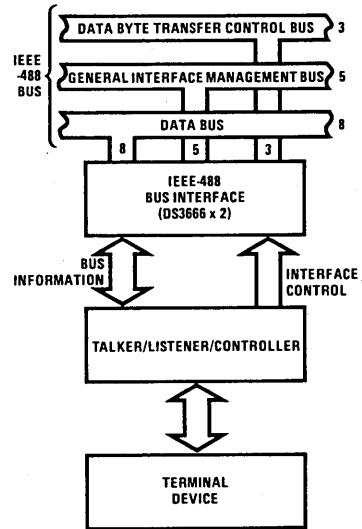 DATA BYTE TRANSFER CONTROL BUS 3
IEEE
-488
BUS
GENERAL INTERFACE MANAGEMENT BUS 5
DATA BUS 8
8 5 3
IEEE-488
BUS INTERFACE
(DS3666 x 2)
BUS
INFORMATION
INTERFACE
CONTROL
TALKER/LISTENER/CONTROLLER
TERMINAL
DEVICE